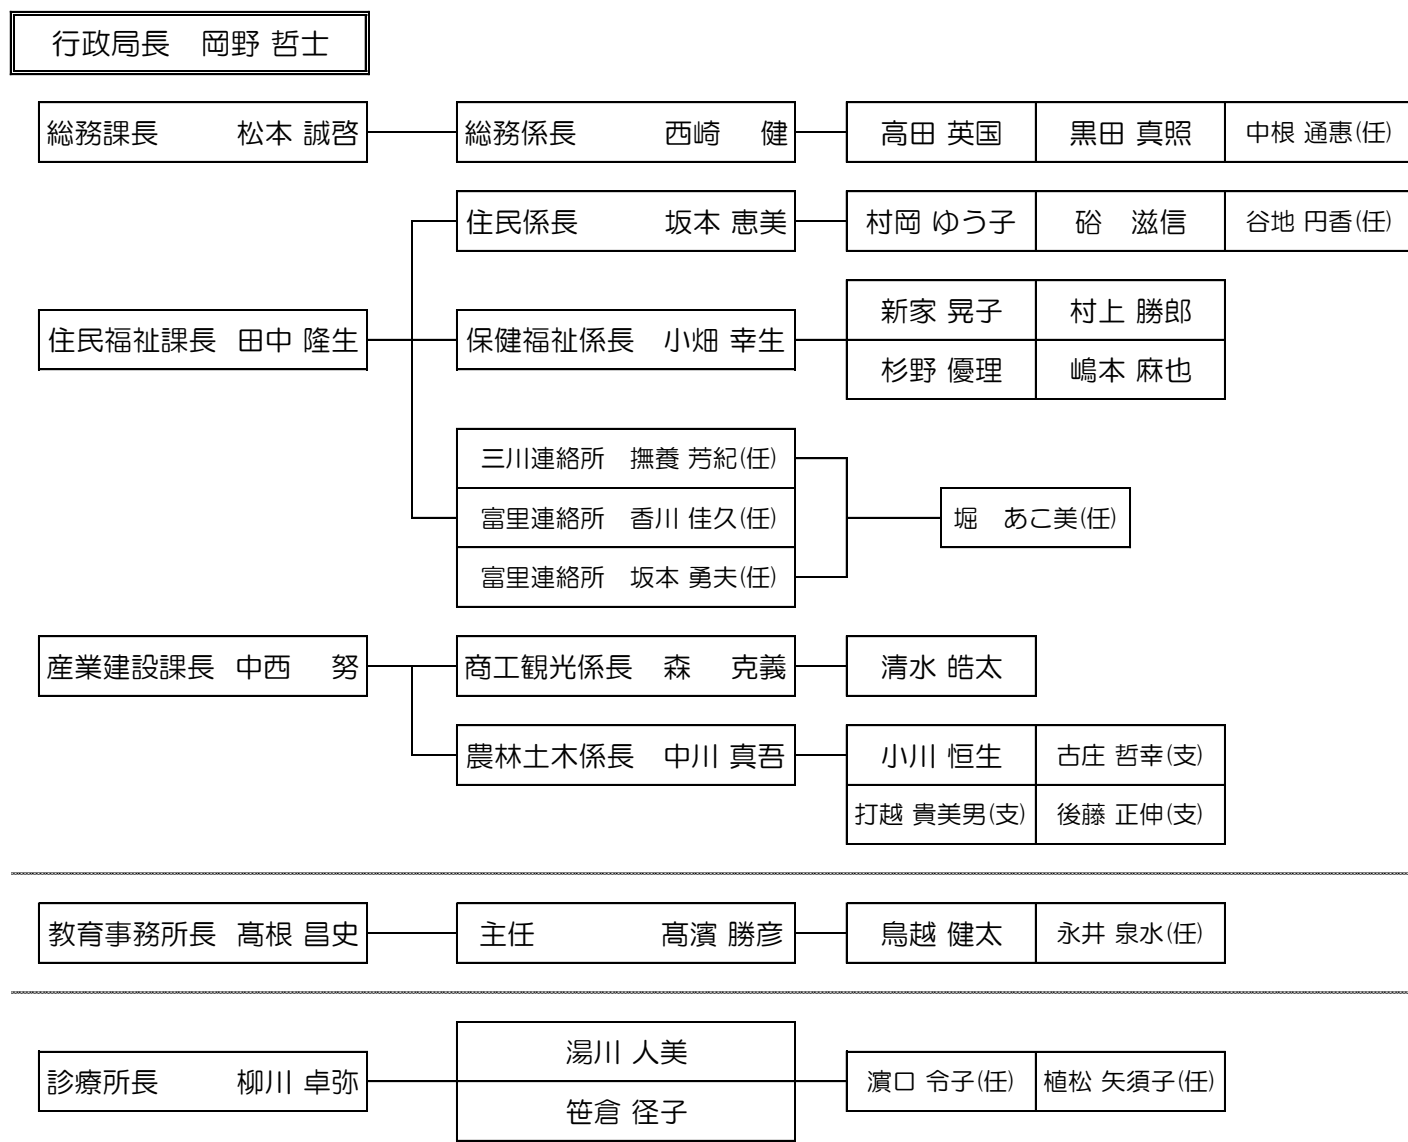 行政局長 岡野 哲士
総務課長 松本 誠啓 総務係長 西崎 健 高田 英国 黒田 真照 中根 通惠(任)
住民係長 坂本 恵美 村岡 ゆう子 硲 滋信 谷地 円香(任)
新家 晃子 村上 勝郎
住民福祉課長 田中 隆生 保健福祉係長 小畑 幸生
杉野 優理 嶋本 麻也
三川連絡所 撫養 芳紀(任)
富里連絡所 香川 佳久(任) 堀 あこ美(任)
富里連絡所 坂本 勇夫(任)
産業建設課長 中西 努 商工観光係長 森 克義 清水 皓太
農林土木係長 中川 真吾 小川 恒生 古庄 哲幸(支)
打越 貴美男(支) 後藤 正伸(支)
教育事務所長 髙根 昌史 主任 髙濱 勝彦 鳥越 健太 永井 泉水(任)
湯川 人美
診療所長 柳川 卓弥 濵口 令子(任) 植松 矢須子(任)
笹倉 径子